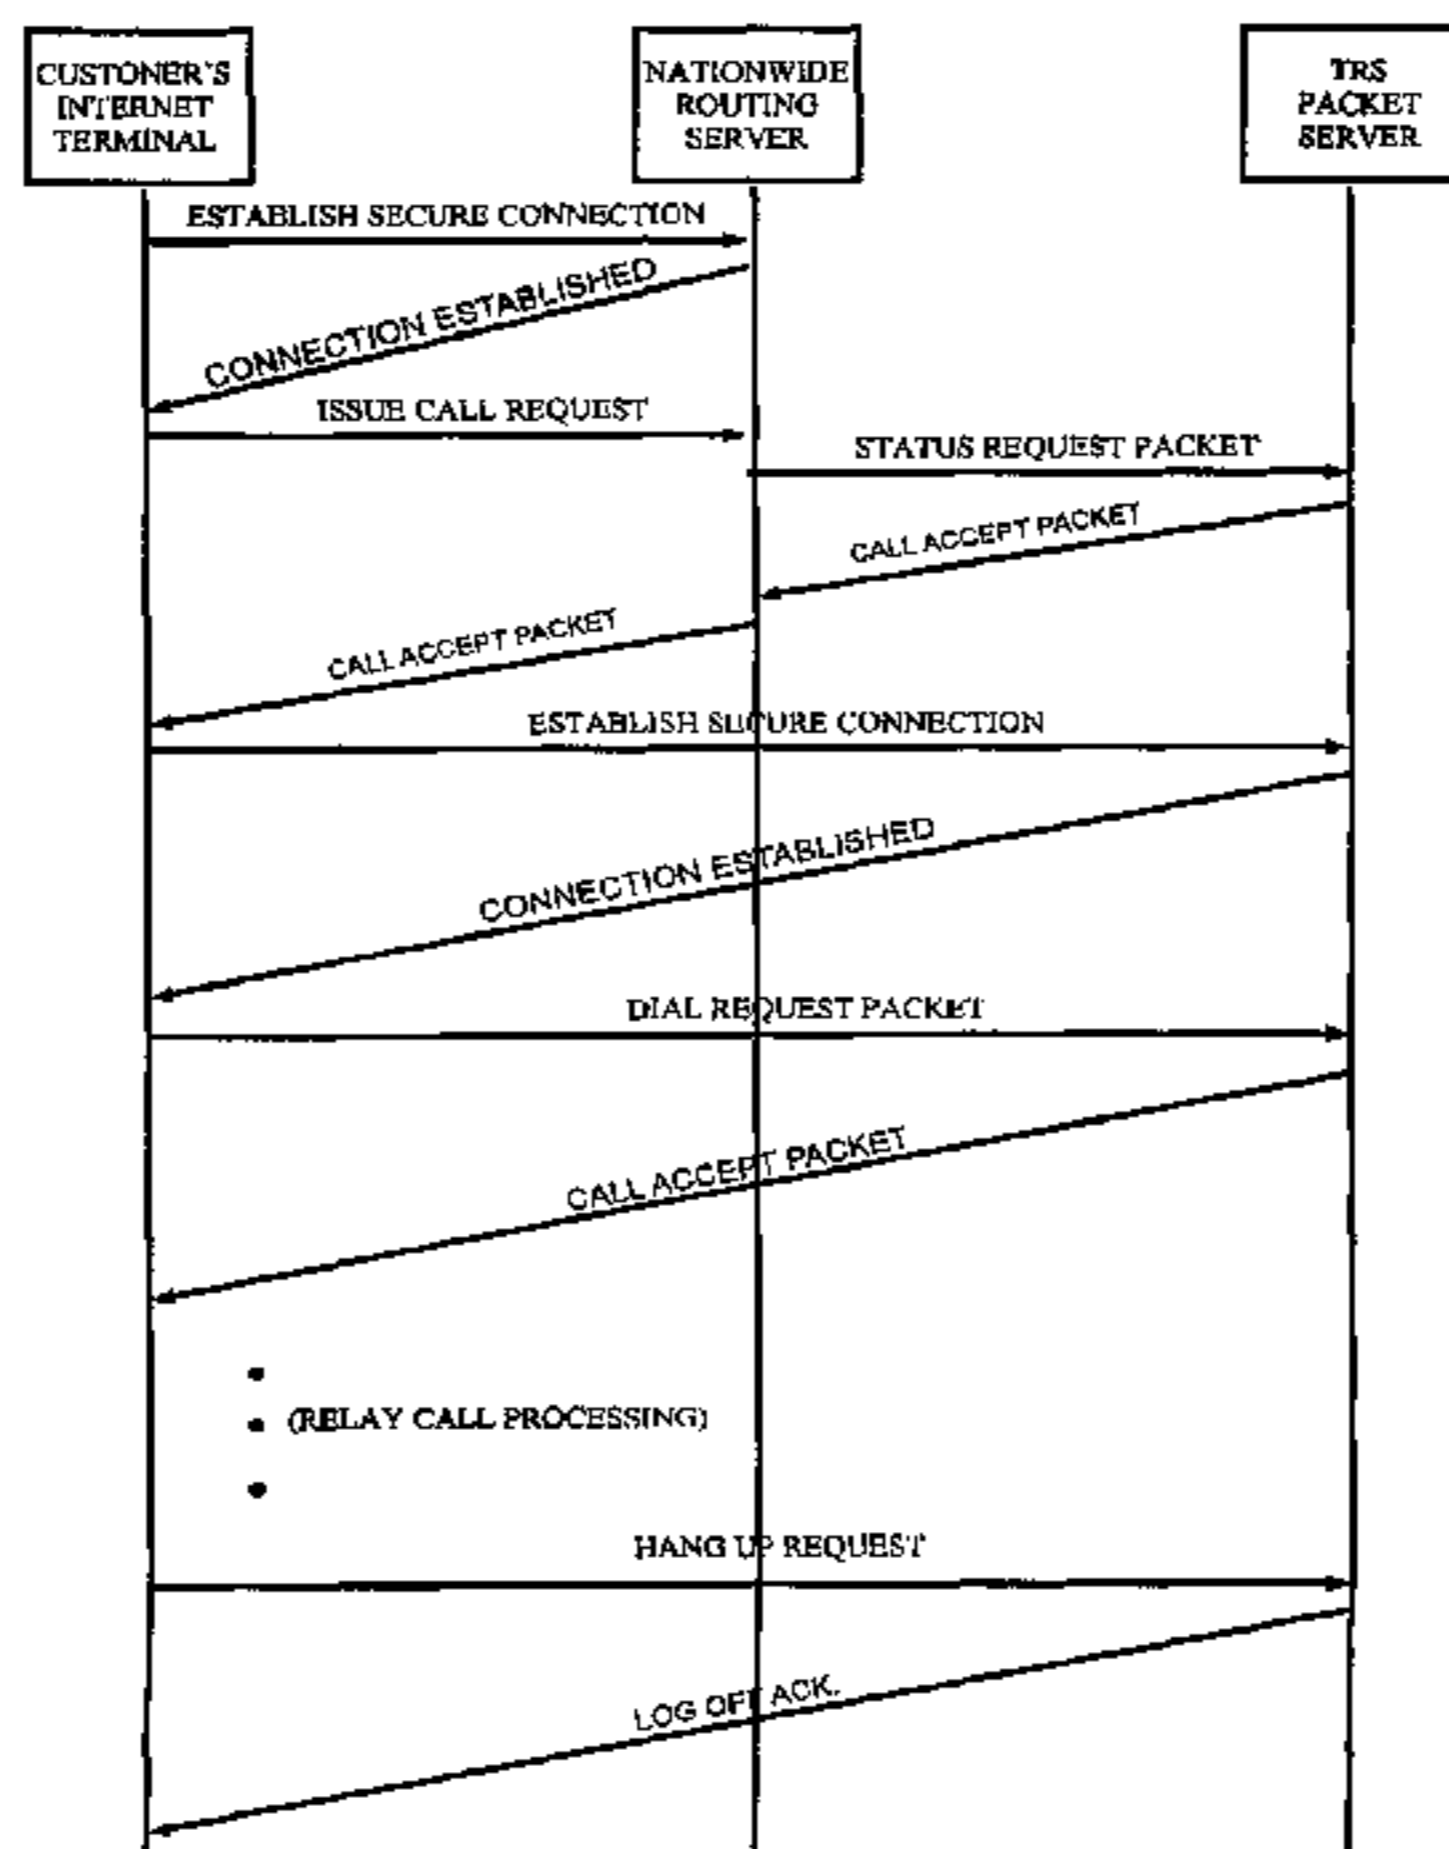 CUSTONER'S
INTERNET
TERMINAL
NATIONWIDE
ROUTING
SERVER
TRS
PACKET
SERVER
ESTABLISH SECURE CONNECTION
CONNECTION ESTABLISHED
ISSUE CALL REQUEST
STATUS REQUEST PACKET
CALL ACCEPT PACKET
CALL ACCEPT PACKET
ESTABLISH SECURE CONNECTION
CONNECTION ESTABLISHED
DIAL REQUEST PACKET
CALL ACCEPT PACKET
(RELAY CALL PROCESSING)
HANG UP REQUEST
LOG OFF ACK.